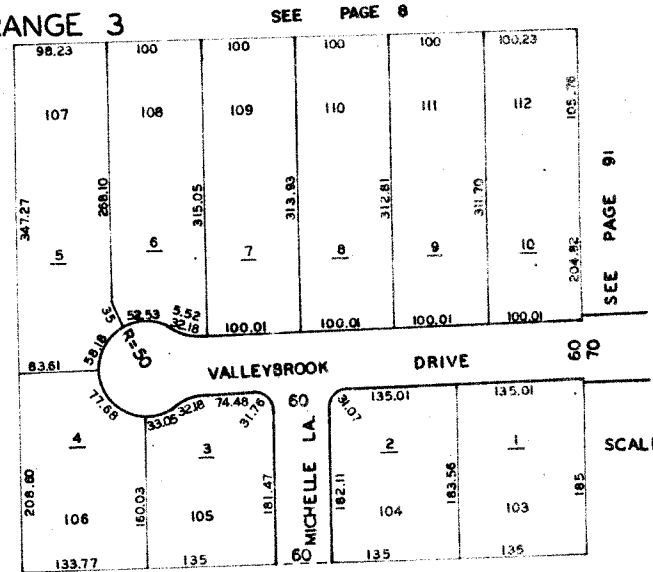 RANGE 3
SEE PAGE 8
98.23 100 100 100 100 100.23
107 108 109 110 111 112
105.76
347.27 268.10 315.05 313.93 312.81 311.70 204.82
SEE PAGE 91
5 6 7 8 9 10
35 52.53 5.52
32.18
100.01 100.01 100.01 100.01
R=50
58.18
83.61
VALLEYBROOK DRIVE
60 70
77.68
33.05 32.18 74.48 31.76
60
31.07 135.01 135.01
4 3 2 1
SCAL
208.80 160.03 181.47
MICHELLE LA.
182.11 183.56 185
106 105 104 103
133.77 135 60 135 135